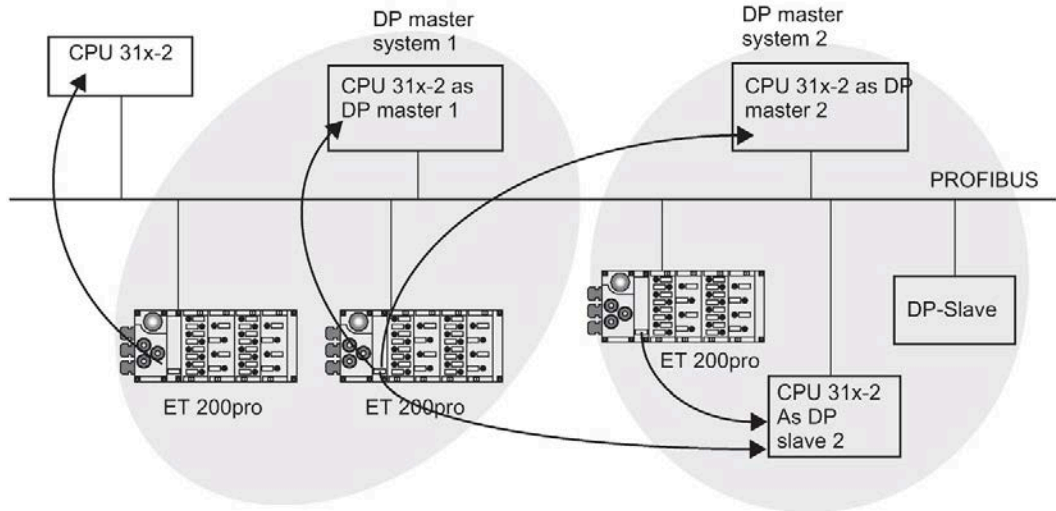 DP master
system 1
DP master
system 2
CPU 31x-2
CPU 31x-2 as
DP master 1
CPU 31x-2 as DP
master 2
PROFIBUS
DP-Slave
ET 200pro
ET 200pro
ET 200pro
CPU 31x-2
As DP
slave 2